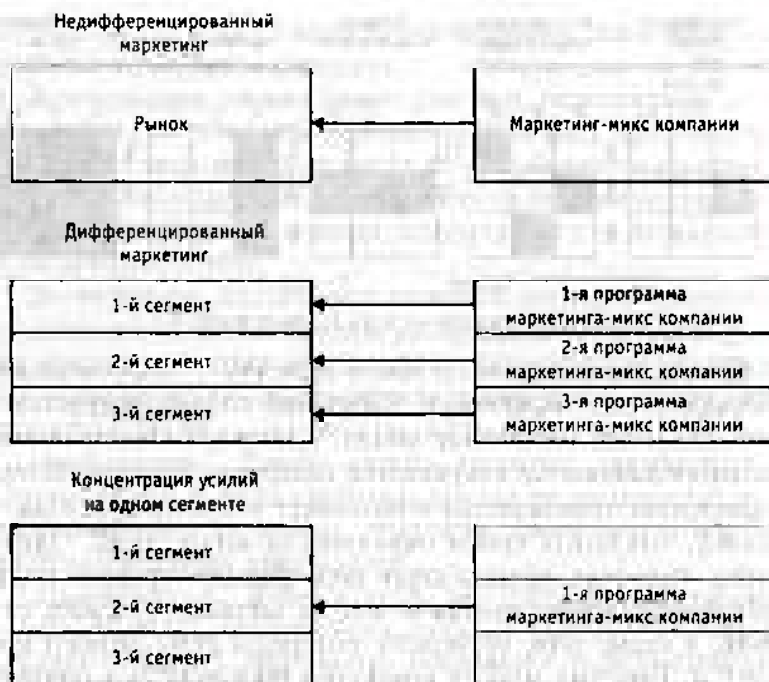 Недифференцированный
маркетинг
Рынок
Маркетинг-микс компании
Дифференцированный
маркетинг
1-й сегмент
1-я программа
маркетинга-микс компании
2-й сегмент
2-я программа
маркетинга-микс компании
3-й сегмент
3-я программа
маркетинга-микс компании
Концентрация усилий
на одном сегменте
1-й сегмент
2-й сегмент
1-я программа
маркетинга-микс компании
3-й сегмент